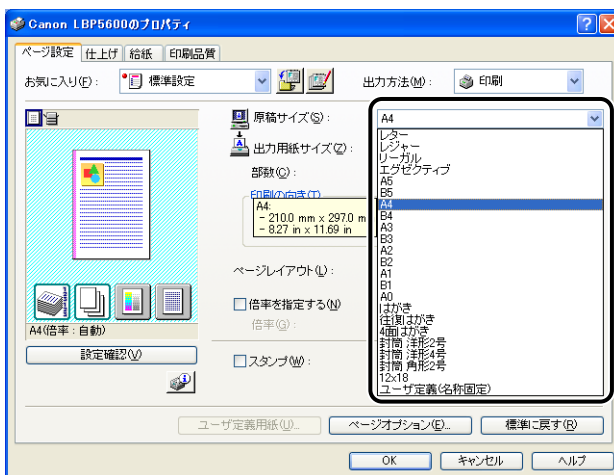 Canon LBP5600のプロパティ
ページ設定 仕上げ 給紙 印刷品質
お気に入り(F): 標準設定 出力方法(M): 印刷
原稿サイズ(S): A4
出力用紙サイズ(Z):
部数(C):
印刷の向き(T)
A4:
- 210.0 mm x 297.0 m
- 8.27 in x 11.69 in
ページレイアウト(L):
倍率を指定する(N)
倍率(G):
スタンプ(W):
レター
レジャー
リーガル
エグゼクティブ
A5
B5
A4
B4
A3
B3
A2
B2
A1
B1
A0
はがき
往復はがき
4面はがき
封筒 洋形2号
封筒 洋形4号
封筒 角形2号
12x18
ユーザ定義(名称固定)
A4(倍率:自動)
設定確認(V)
ユーザ定義用紙(U)... ページオプション(E)... 標準に戻す(R)
OK キャンセル ヘルプ